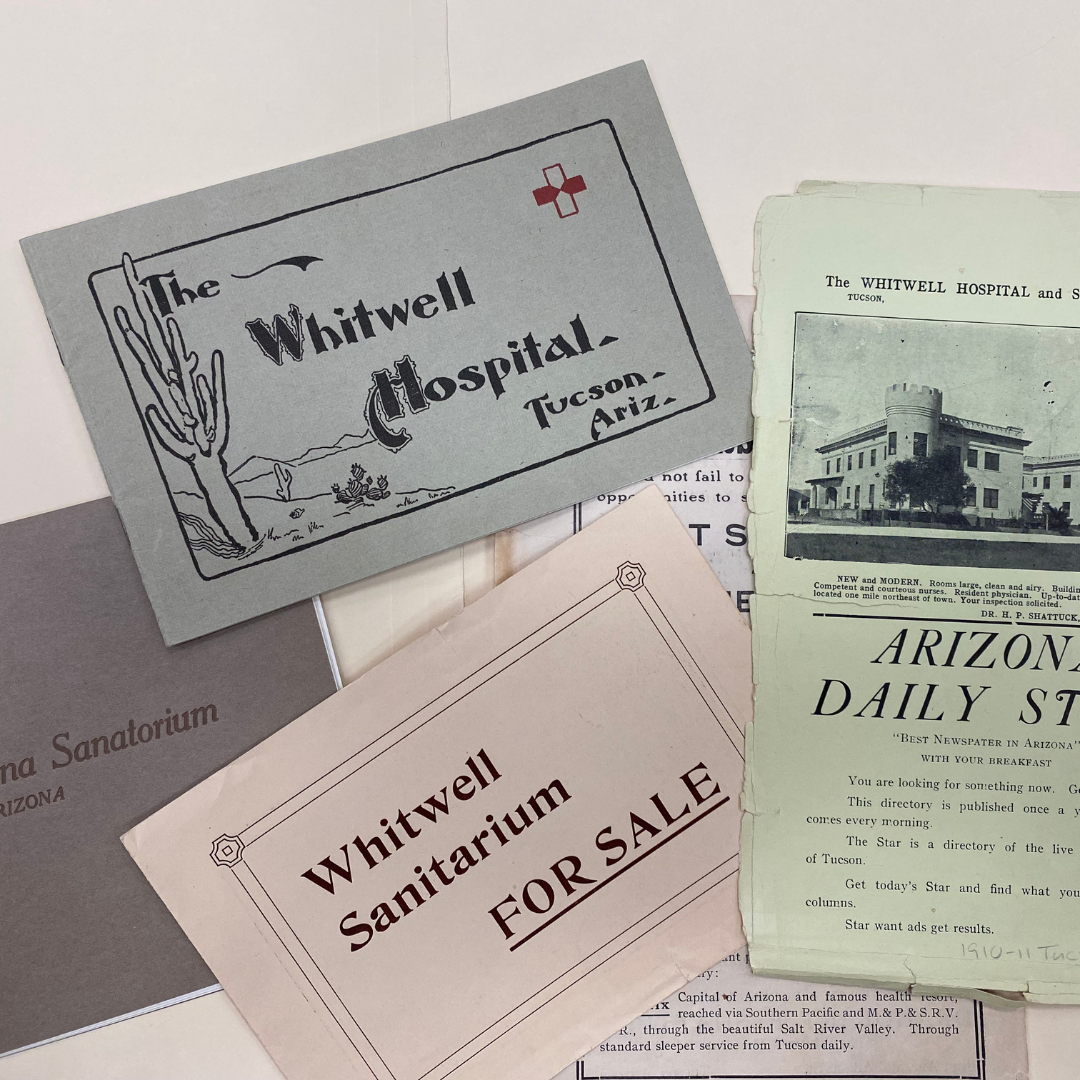 The
Whitwell
Hospital
Tucson
Ariz.
na Sanatorium
RIZONA
Whitwell
Sanitarium
FOR SALE
not fail to
opportunities to s
T S
E
ant p
ry:
ix Capital of Arizona and famous health resort,
reached via Southern Pacific and M. & P. & S. R. V.
R., through the beautiful Salt River Valley. Through
standard sleeper service from Tucson daily.
The WHITWELL HOSPITAL and S
TUCSON,
NEW and MODERN. Rooms large, clean and airy. Buildin
Competent and courteous nurses. Resident physician. Up-to-dat
located one mile northeast of town. Your inspection solicited.
DR. H. P. SHATTUCK,
ARIZONA
DAILY ST
"BEST NEWSPATER IN ARIZONA"
WITH YOUR BREAKFAST
You are looking for something now. Ge
This directory is published once a y
comes every morning.
The Star is a directory of the live
of Tucson.
Get today's Star and find what you
columns.
Star want ads get results.
1910-11 Tuc